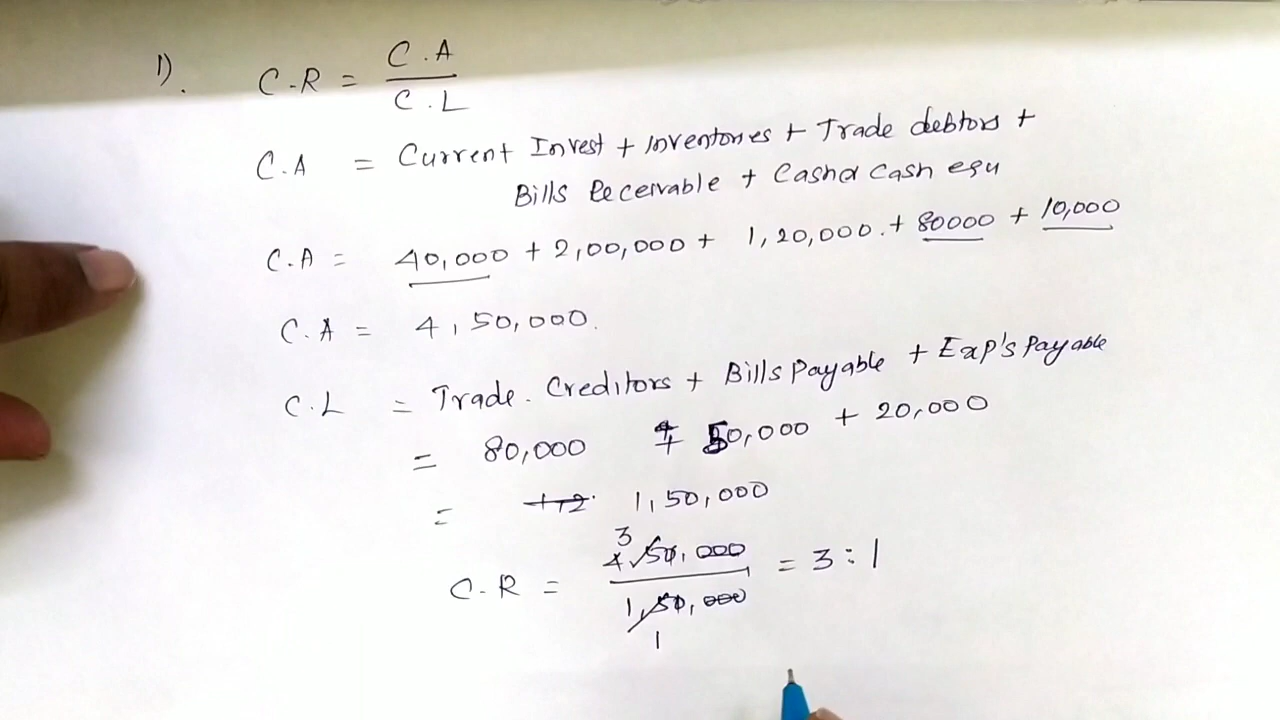 1). C.R = C.A / C.L
C.A = Current Invest + Inventories + Trade debtors +
Bills Receivable + Cash & Cash equ
C.A = 40,000 + 2,00,000 + 1,20,000. + 80000 + 10,000
C.A = 4,50,000.
C.L = Trade. Creditors + Bills Payable + Exp's Payable
= 80,000 + 50,000 + 20,000
= 1,50,000
3
C.R = 4,50,000 / 1,50,000 = 3:1
1